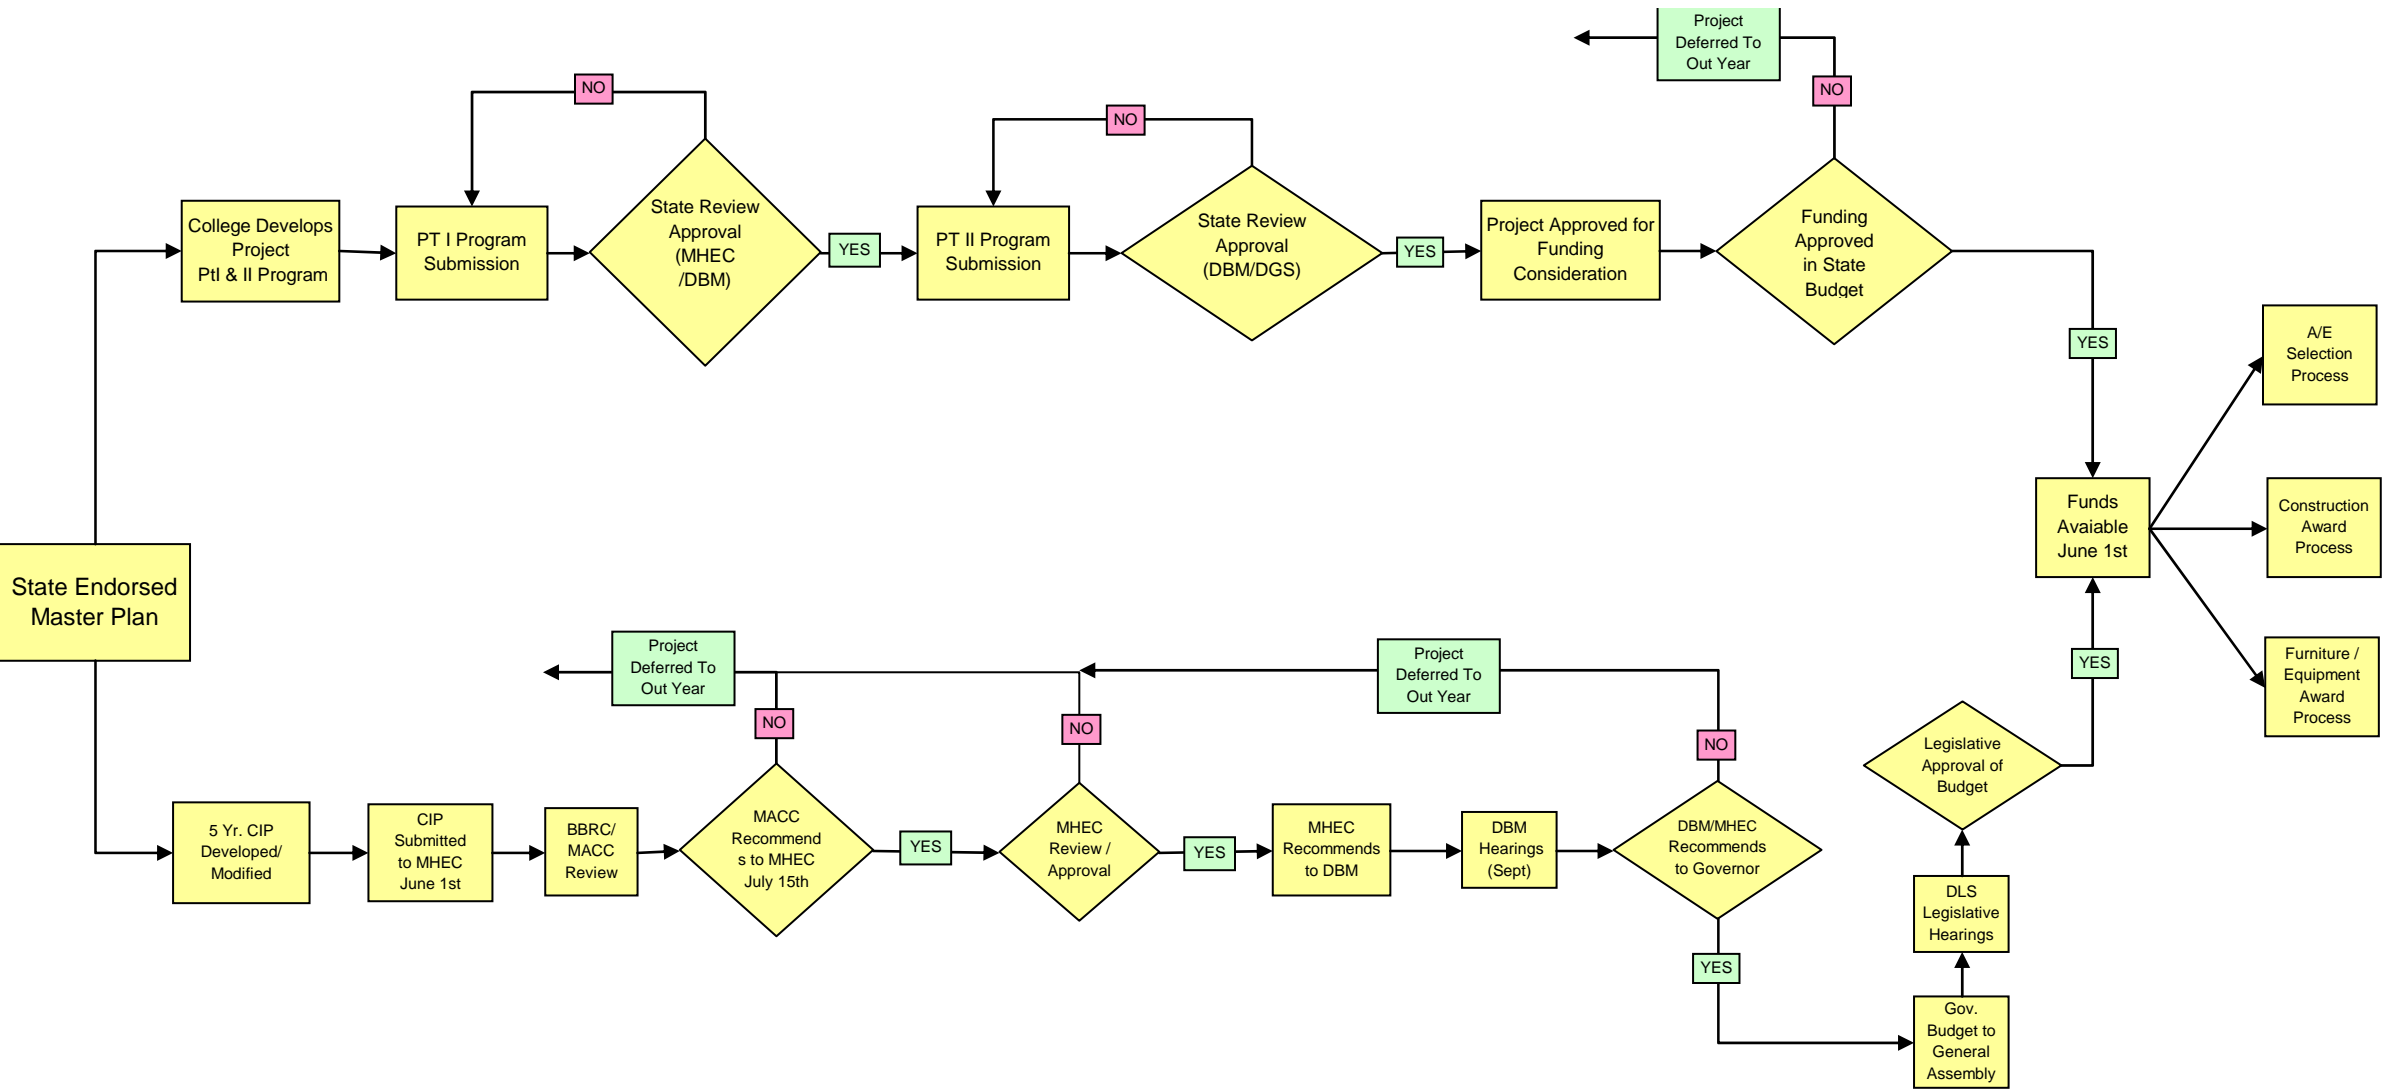 Project
Deferred To
Out Year
NO
NO
NO
College Develops
Project
PtI & II Program
PT I Program
Submission
State Review
Approval
(MHEC
/DBM)
YES
PT II Program
Submission
State Review
Approval
(DBM/DGS)
YES
Project Approved for
Funding
Consideration
Funding
Approved
in State
Budget
YES
A/E
Selection
Process
Funds
Avaiable
June 1st
Construction
Award
Process
Furniture /
Equipment
Award
Process
State Endorsed
Master Plan
Project
Deferred To
Out Year
Project
Deferred To
Out Year
YES
NO
NO
NO
5 Yr. CIP
Developed/
Modified
CIP
Submitted
to MHEC
June 1st
BBRC/
MACC
Review
MACC
Recommend
s to MHEC
July 15th
YES
MHEC
Review /
Approval
YES
MHEC
Recommends
to DBM
DBM
Hearings
(Sept)
DBM/MHEC
Recommends
to Governor
Legislative
Approval of
Budget
DLS
Legislative
Hearings
YES
Gov.
Budget to
General
Assembly